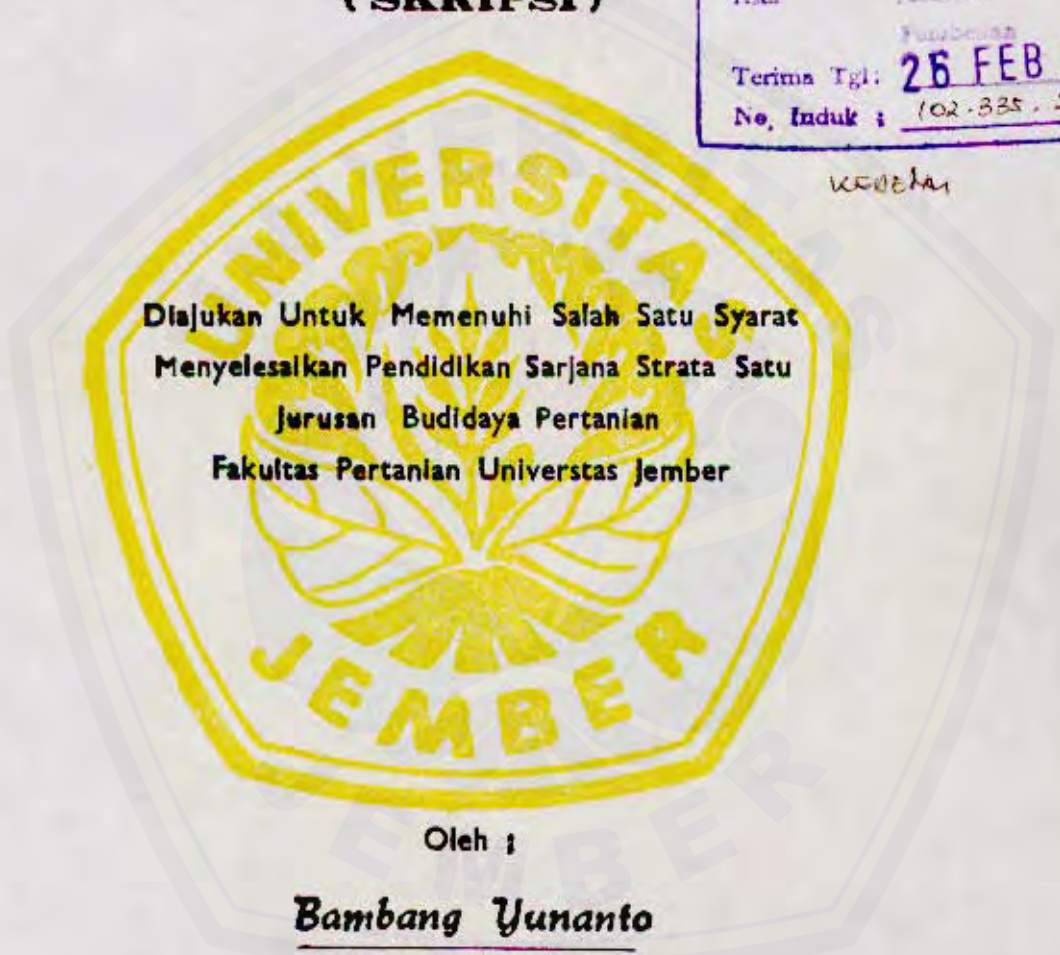 (SKRIPSI)
Terima Tgl: 26 FEB
No. Induk : 102.335.
UNIVERSITAS
Diajukan Untuk Memenuhi Salah Satu Syarat
Menyelesaikan Pendidikan Sarjana Strata Satu
Jurusan Budidaya Pertanian
Fakultas Pertanian Universtas Jember
JEMBER
Oleh :
Bambang Yunanto